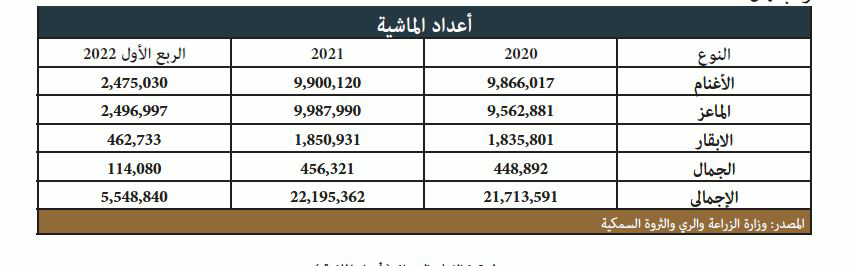 أعداد الماشية
النوع 2020 2021 الربع الأول 2022
الأغنام 9,866,017 9,900,120 2,475,030
الماعز 9,562,881 9,987,990 2,496,997
الابقار 1,835,801 1,850,931 462,733
الجمال 448,892 456,321 114,080
الإجمالي 21,713,591 22,195,362 5,548,840
المصدر: وزارة الزراعة والري والثروة السمكية